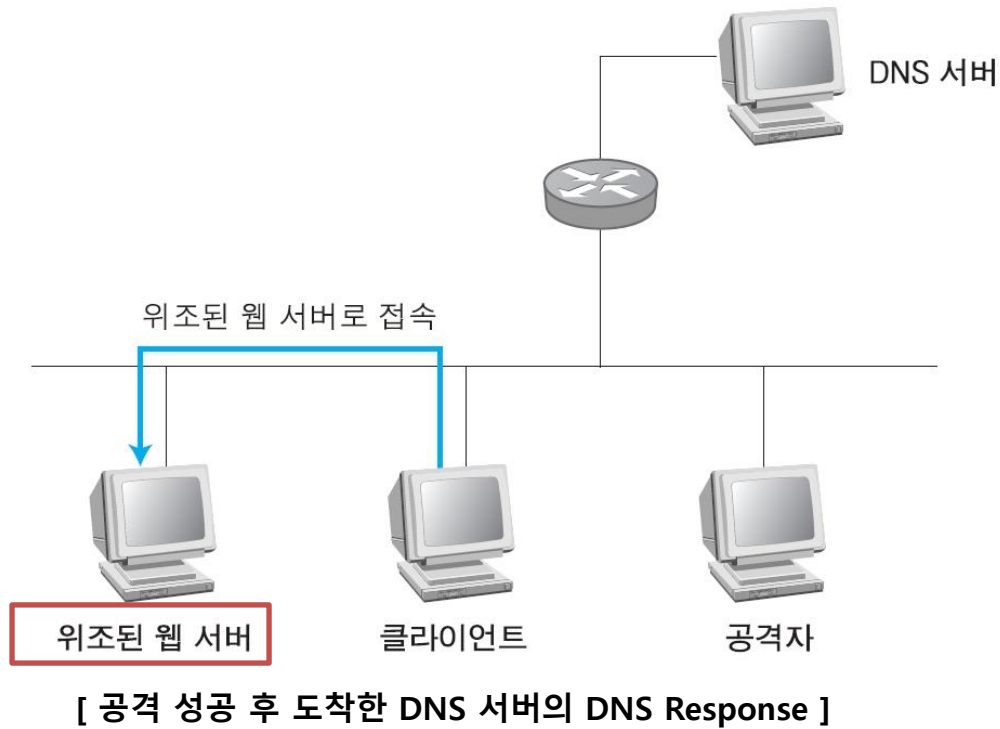 DNS 서버
위조된 웹 서버로 접속
위조된 웹 서버
클라이언트
공격자
[ 공격 성공 후 도착한 DNS 서버의 DNS Response ]